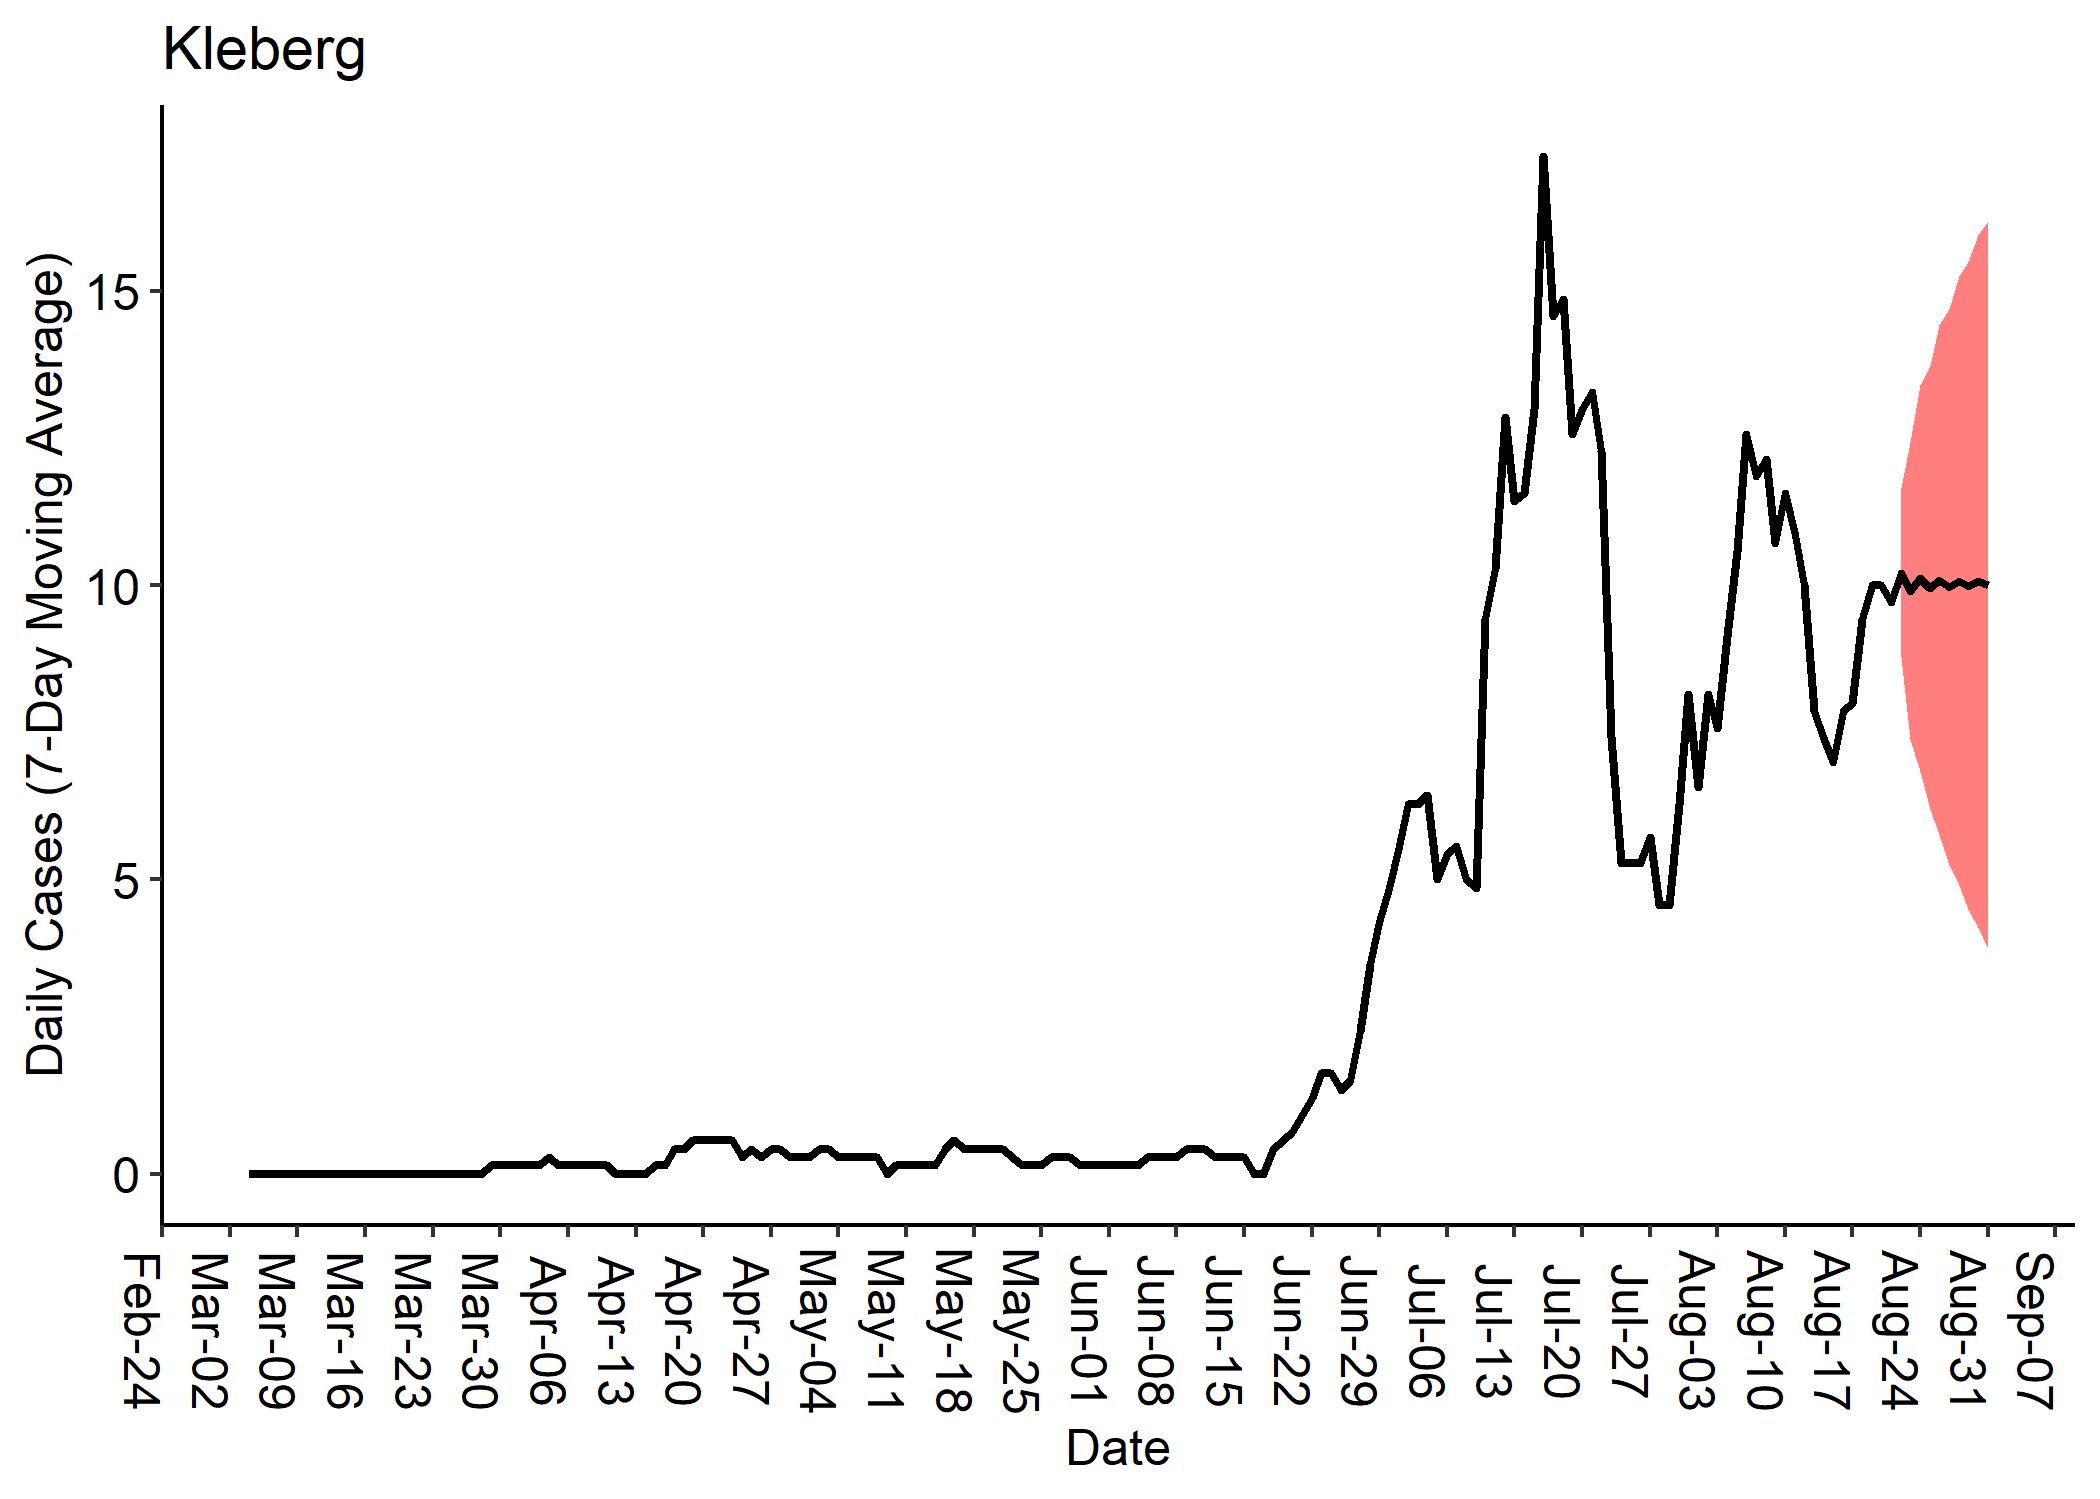 Kleberg
Daily Cases (7-Day Moving Average)
15
10
5
0
Feb-24
Mar-02
Mar-09
Mar-16
Mar-23
Mar-30
Apr-06
Apr-13
Apr-20
Apr-27
May-04
May-11
May-18
May-25
Jun-01
Jun-08
Jun-15
Jun-22
Jun-29
Jul-06
Jul-13
Jul-20
Jul-27
Aug-03
Aug-10
Aug-17
Aug-24
Aug-31
Sep-07
Date